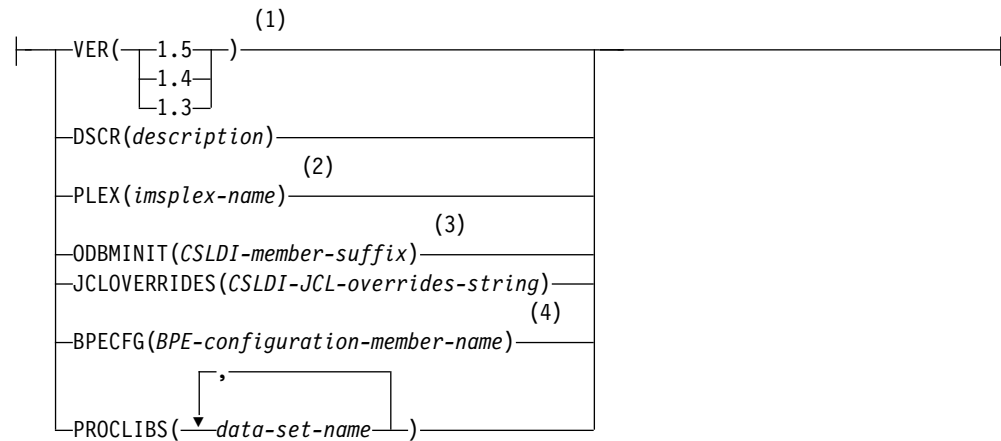 (1)
VER( 1.5 )
1.4
1.3
DSCR(description)
(2)
PLEX(imsplex-name)
(3)
ODBMINIT(CSLDI-member-suffix)
JCLOVERRIDES(CSLDI-JCL-overrides-string)
(4)
BPECFG(BPE-configuration-member-name)
,
PROCLIBS( data-set-name )